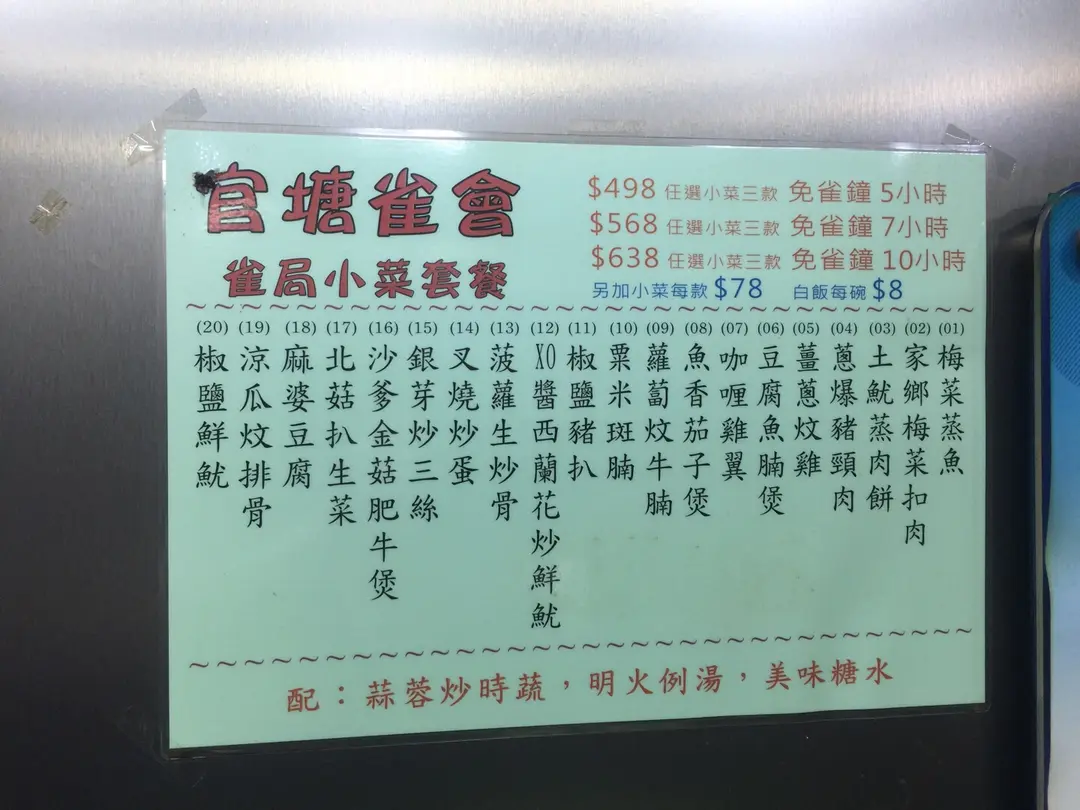 官塘雀會
雀局小菜套餐
$498 任選小菜三款 免雀鐘 5小時
$568 任選小菜三款 免雀鐘 7小時
$638 任選小菜三款 免雀鐘 10小時
另加小菜每款 $78 白飯每碗 $8
(01) 梅菜蒸魚
(02) 家鄉梅菜扣肉
(03) 土魷蒸肉餅
(04) 蔥爆豬頸肉
(05) 薑蔥炆雞
(06) 豆腐魚腩煲
(07) 咖喱雞翼
(08) 魚香茄子煲
(09) 蘿蔔炆牛腩
(10) 粟米斑腩
(11) 椒鹽豬扒
(12) XO醬西蘭花炒鮮魷
(13) 菠蘿生炒骨
(14) 叉燒炒蛋
(15) 銀芽炒三絲
(16) 沙爹金菇肥牛煲
(17) 北菇扒生菜
(18) 麻婆豆腐
(19) 涼瓜炆排骨
(20) 椒鹽鮮魷
配：蒜蓉炒時蔬，明火例湯，美味糖水